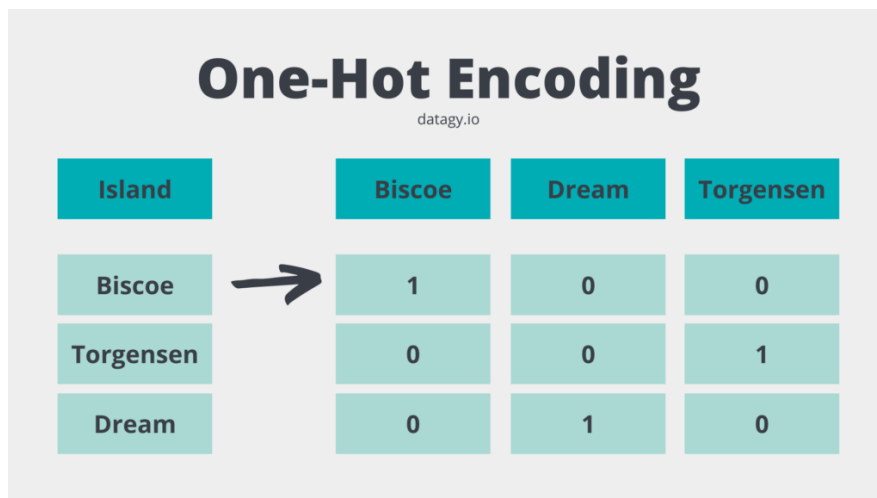 One-Hot Encoding
datagy.io
Island Biscoe Dream Torgensen
Biscoe 1 0 0
Torgensen 0 0 1
Dream 0 1 0